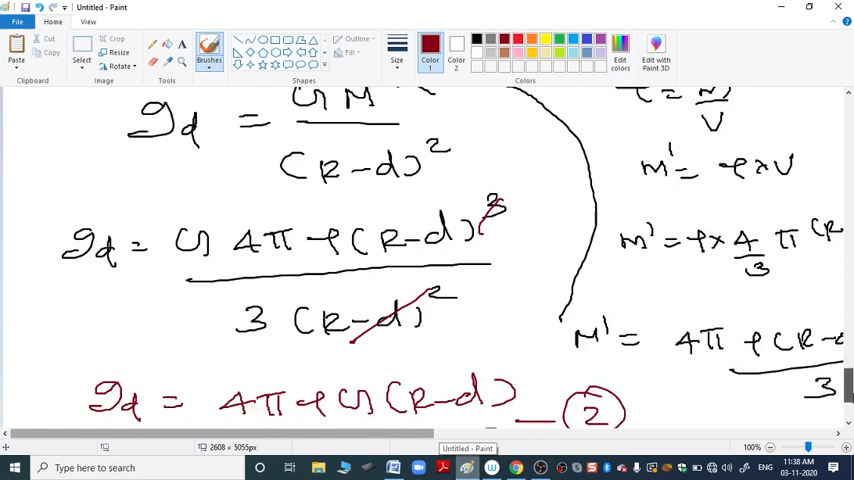 Untitled - Paint
File Home View
Paste
Cut
Copy
Clipboard
Select
Crop
Resize
Rotate
Image
Tools
Brushes
Outline
Fill
Shapes
Size
Color 1
Color 2
Colors
Edit colors
Edit with Paint 3D
gd = GM'
(R-d)²
gd = G 4π ρ(R-d)³
3 (R-d)²
gd = 4π ρ G (R-d) — 2
ρ = M'
V
M' = ρ × V
M' = ρ × 4 π (R
3
M' = 4π ρ (R-d
3
2608 × 5055px
100%
Untitled - Paint
Type here to search
ENG
11:38 AM
03-11-2020